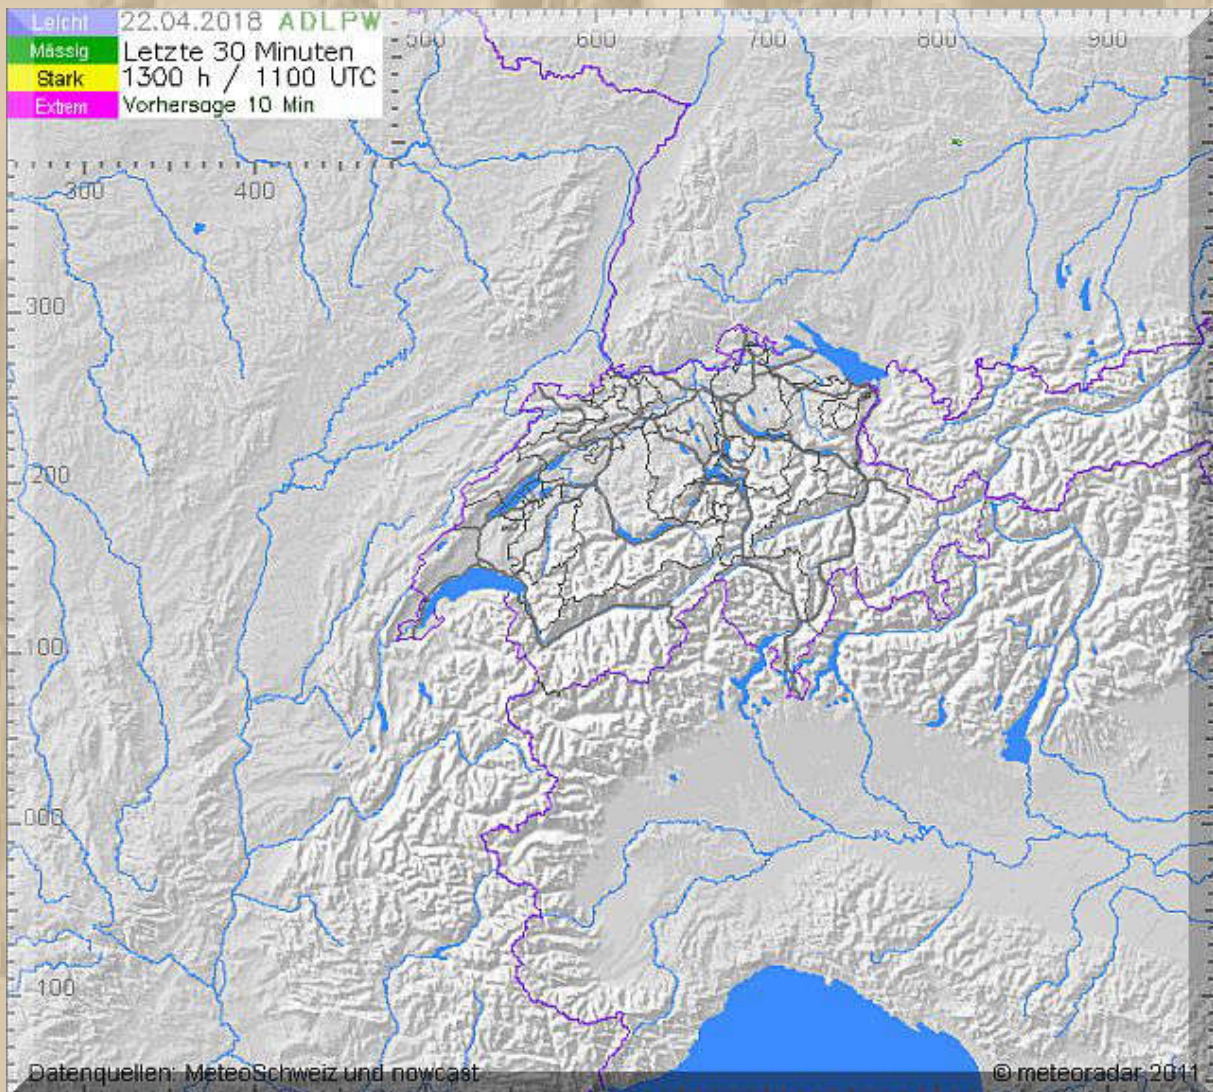 Leicht 22.04.2018 ADLPW
Mässig Letzte 30 Minuten
Stark 1300 h / 1100 UTC
Extrem Vorhersage 10 Min
500 600 700 800 900
300 400
300
200
100
000
100
Datenquellen: MeteoSchweiz und nowcast © meteoradar 2011